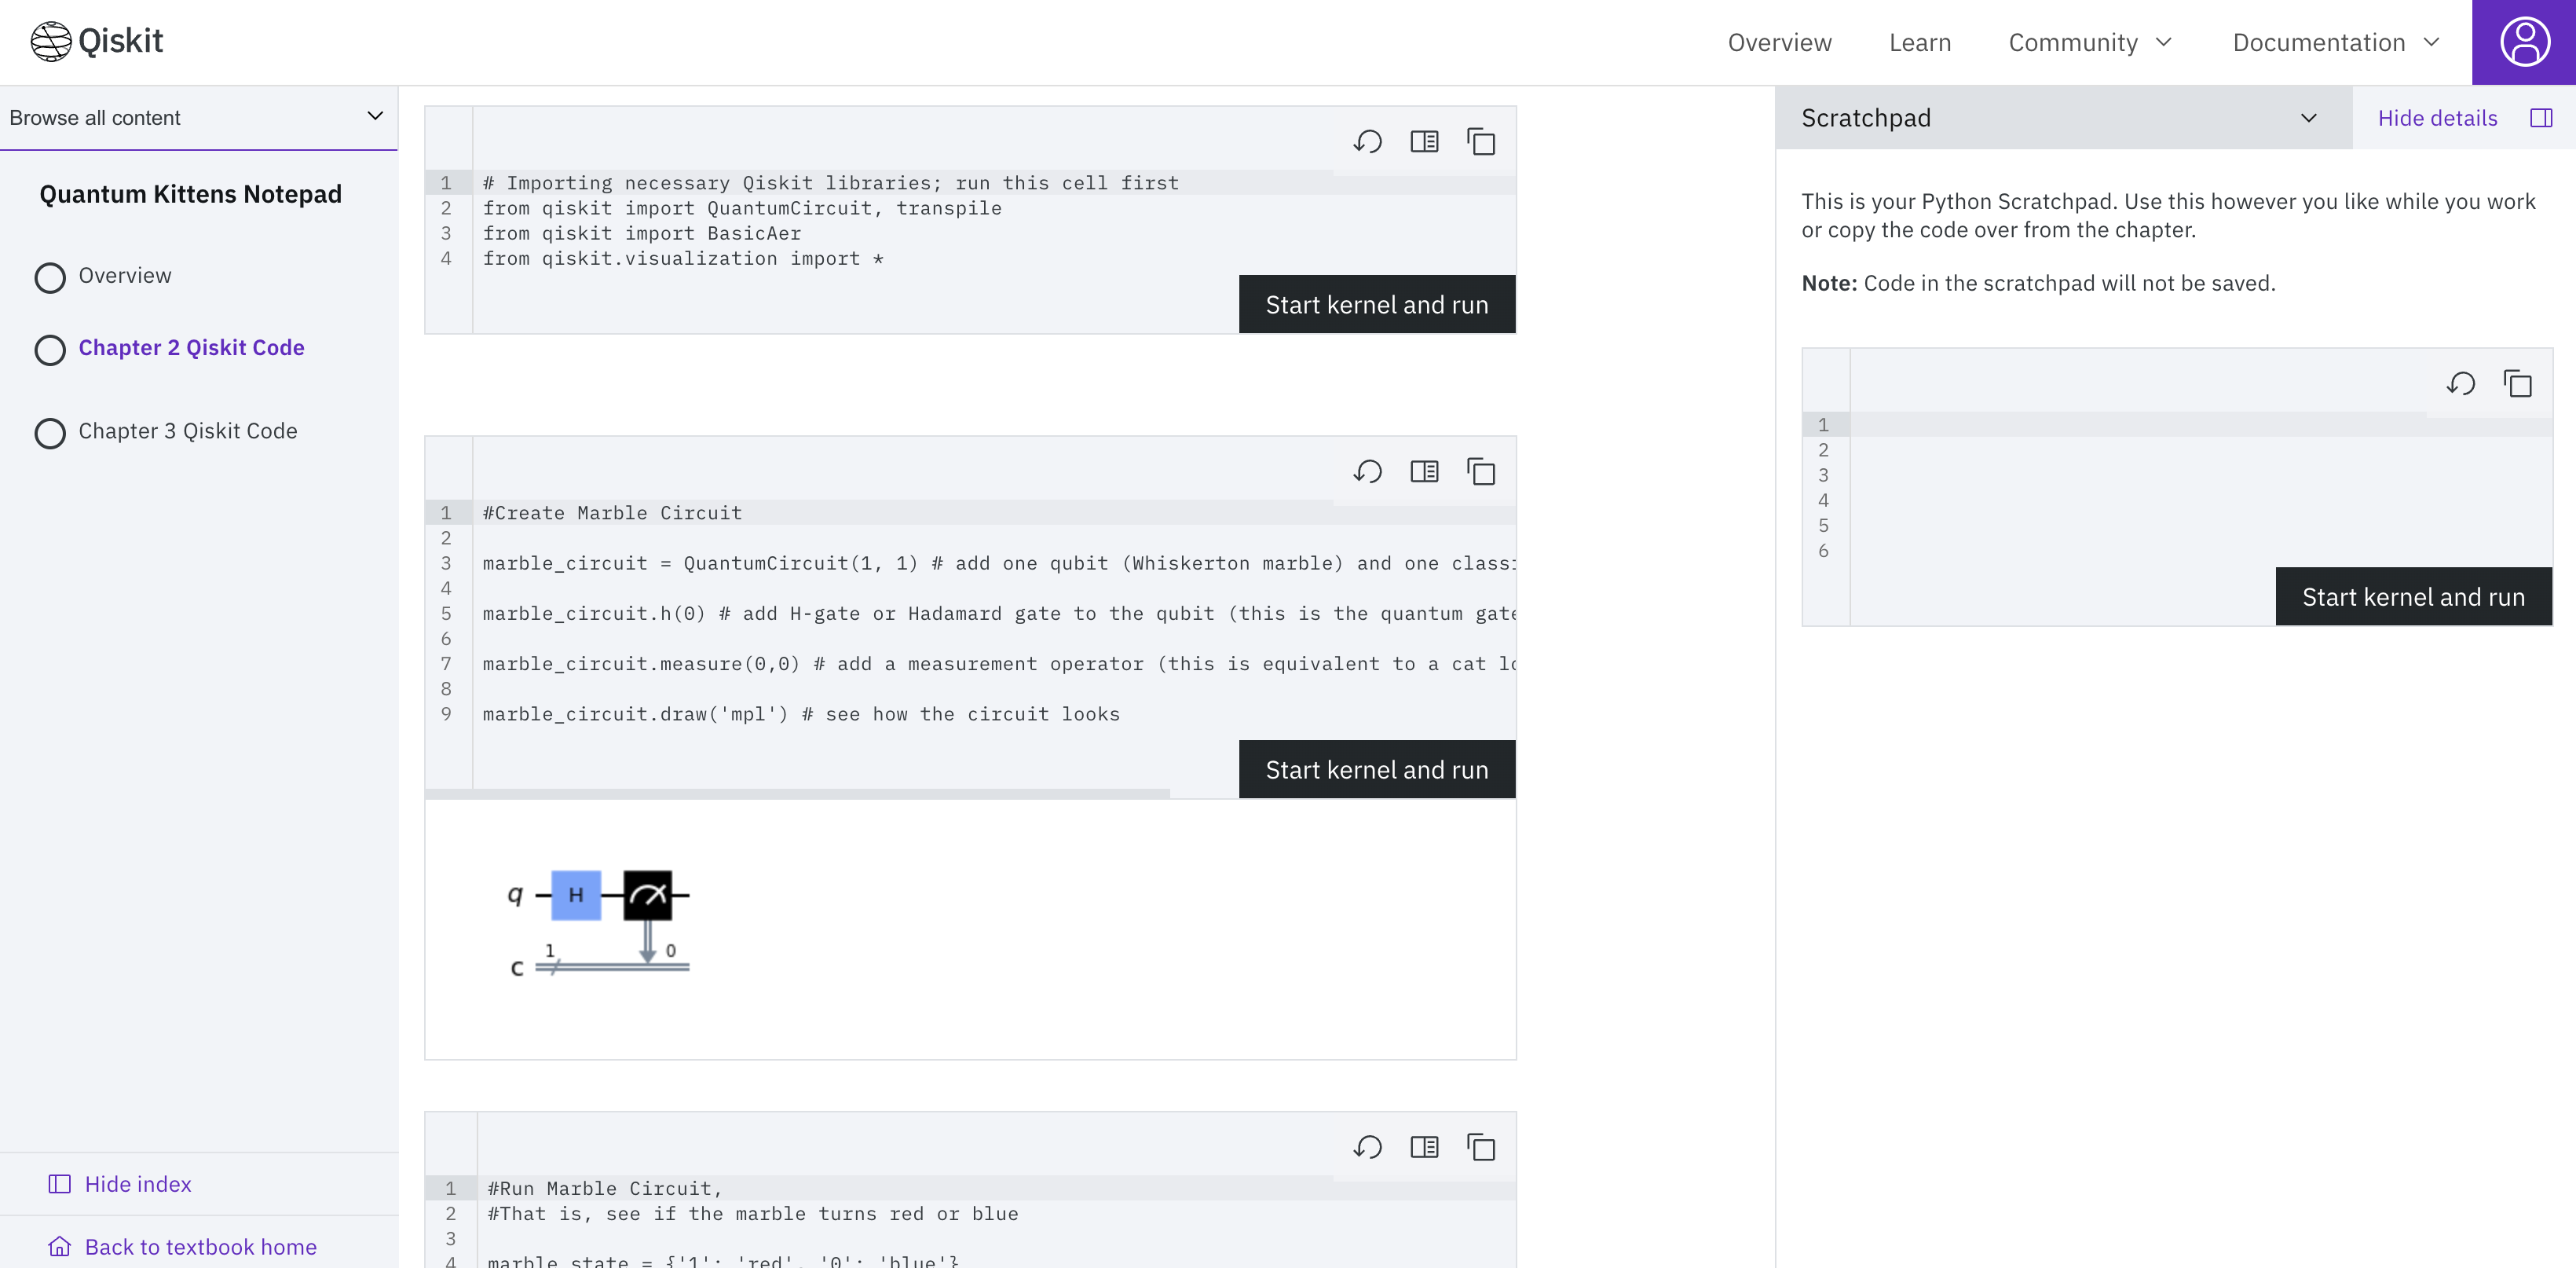 Qiskit
Overview
Learn
Community
Documentation
Browse all content
Quantum Kittens Notepad
Overview
Chapter 2 Qiskit Code
Chapter 3 Qiskit Code
Hide index
Back to textbook home
1 # Importing necessary Qiskit libraries; run this cell first
2 from qiskit import QuantumCircuit, transpile
3 from qiskit import BasicAer
4 from qiskit.visualization import *
Start kernel and run
1 #Create Marble Circuit
2
3 marble_circuit = QuantumCircuit(1, 1) # add one qubit (Whiskerton marble) and one class
4
5 marble_circuit.h(0) # add H-gate or Hadamard gate to the qubit (this is the quantum gate
6
7 marble_circuit.measure(0,0) # add a measurement operator (this is equivalent to a cat lo
8
9 marble_circuit.draw('mpl') # see how the circuit looks
Start kernel and run
q H
1 0
c
1 #Run Marble Circuit,
2 #That is, see if the marble turns red or blue
3
4 marble_state = {'1': 'red', '0': 'blue'}
Scratchpad
Hide details
This is your Python Scratchpad. Use this however you like while you work
or copy the code over from the chapter.
Note: Code in the scratchpad will not be saved.
1
2
3
4
5
6
Start kernel and run